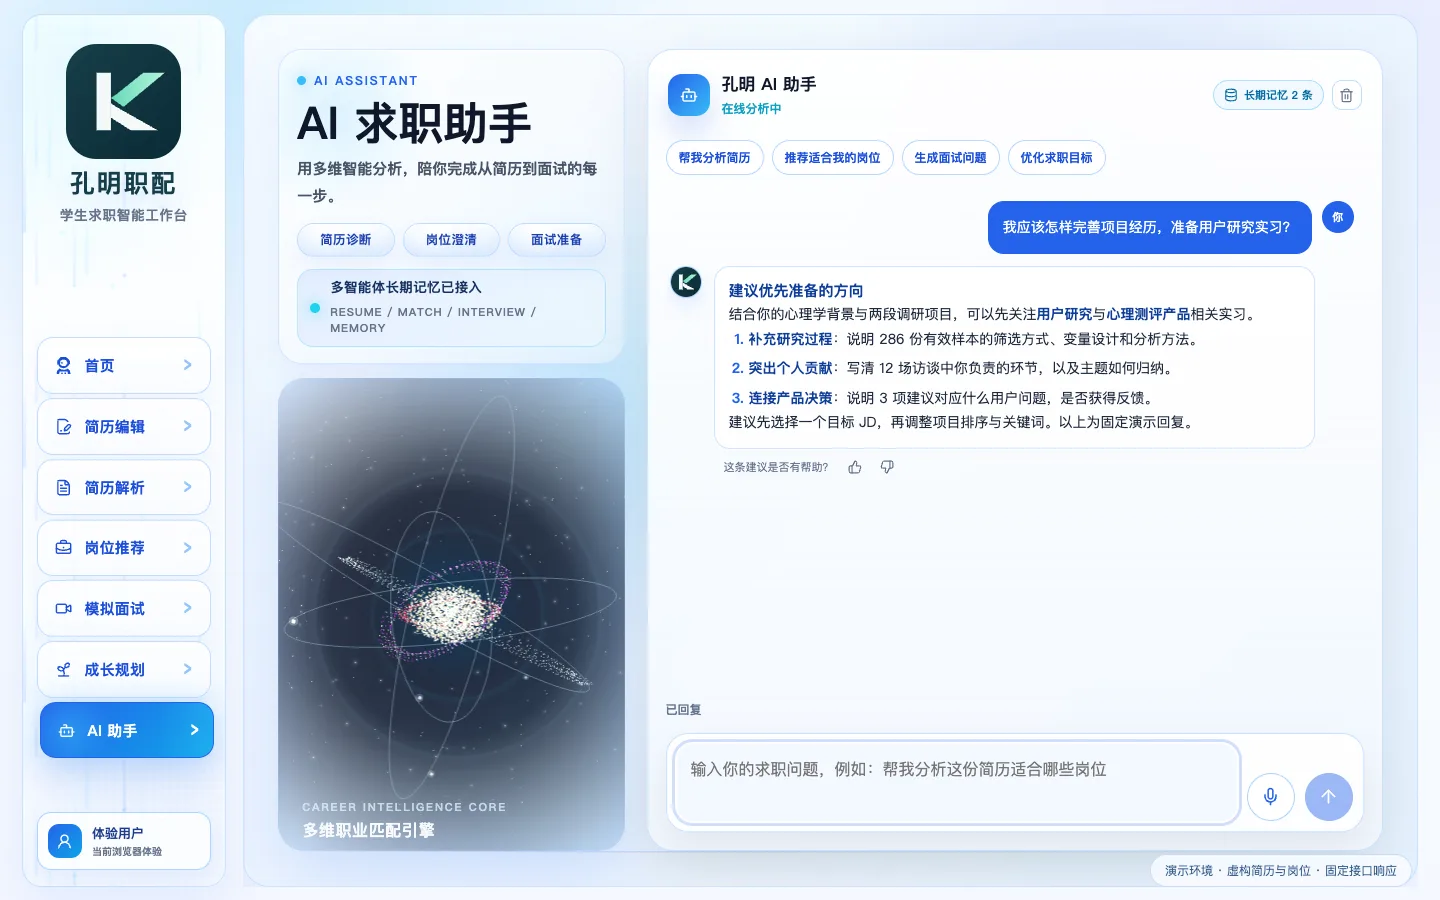 孔明职配
学生求职智能工作台
首页
简历编辑
简历解析
岗位推荐
模拟面试
成长规划
AI 助手
体验用户
当前浏览器体验
AI ASSISTANT
AI 求职助手
用多维智能分析，陪你完成从简历到面试的每
一步。
简历诊断
岗位澄清
面试准备
多智能体长期记忆已接入
RESUME / MATCH / INTERVIEW /
MEMORY
CAREER INTELLIGENCE CORE
多维职业匹配引擎
孔明 AI 助手
在线分析中
长期记忆 2 条
帮我分析简历
推荐适合我的岗位
生成面试问题
优化求职目标
我应该怎样完善项目经历，准备用户研究实习？
你
建议优先准备的方向
结合你的心理学背景与两段调研项目，可以先关注用户研究与心理测评产品相关实习。
1. 补充研究过程：说明 286 份有效样本的筛选方式、变量设计和分析方法。
2. 突出个人贡献：写清 12 场访谈中你负责的环节，以及主题如何归纳。
3. 连接产品决策：说明 3 项建议对应什么用户问题，是否获得反馈。
建议先选择一个目标 JD，再调整项目排序与关键词。以上为固定演示回复。
这条建议是否有帮助？
已回复
输入你的求职问题，例如：帮我分析这份简历适合哪些岗位
演示环境 · 虚构简历与岗位 · 固定接口响应